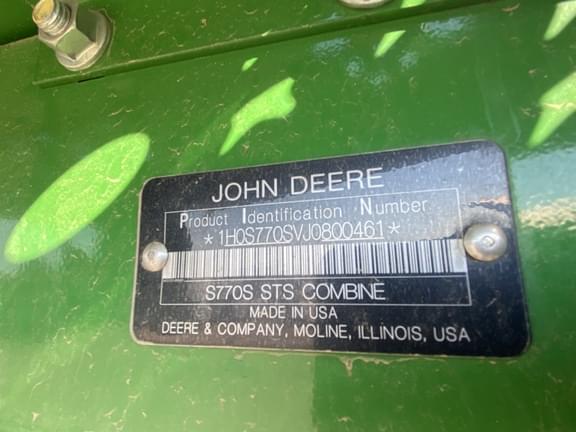 JOHN DEERE
Product Identification Number
*1H0S770SVJ0800461*
S770S STS COMBINE
MADE IN USA
DEERE & COMPANY, MOLINE, ILLINOIS, USA